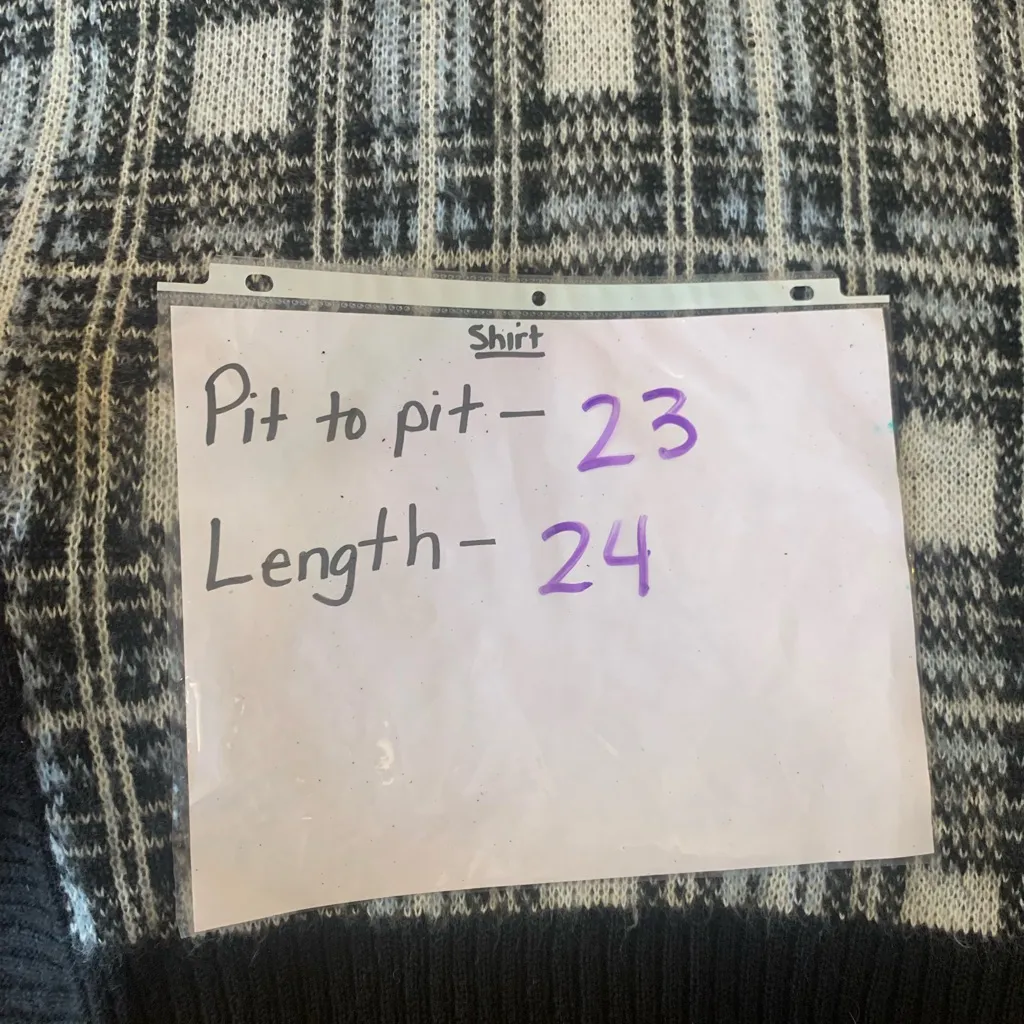 Shirt
Pit to pit - 23
Length - 24